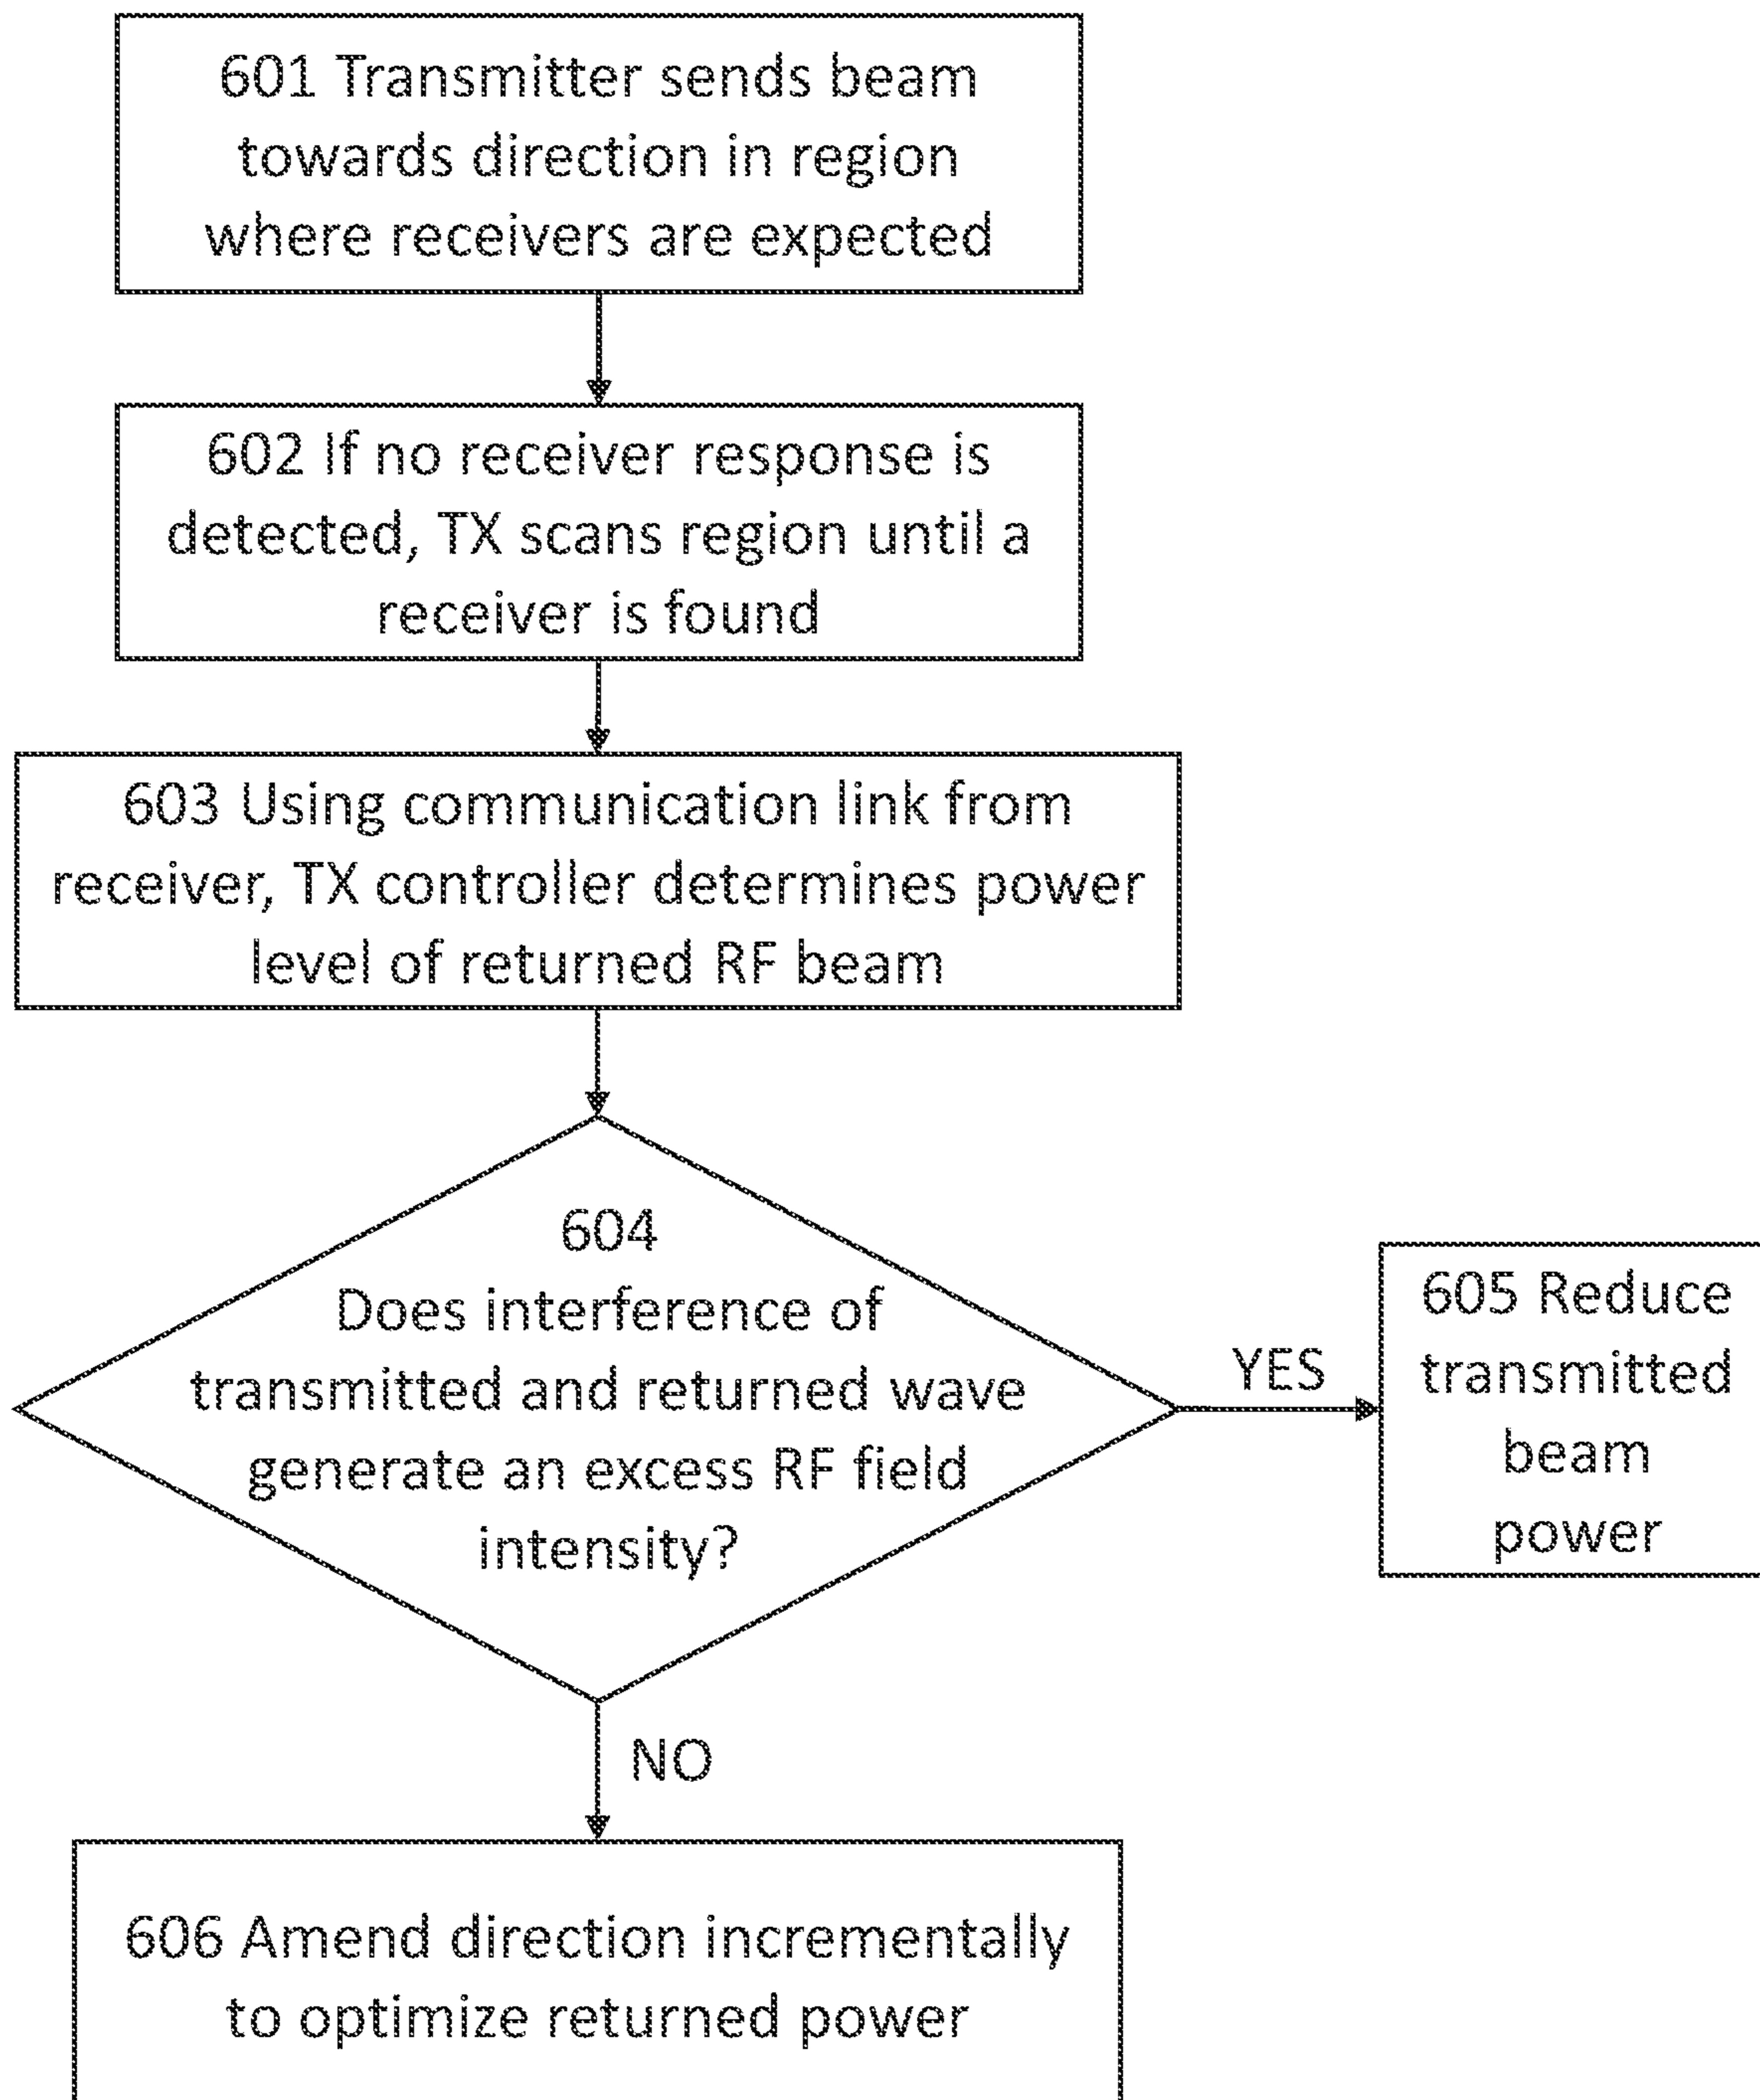 601 Transmitter sends beam
towards direction in region
where receivers are expected
602 If no receiver response is
detected, TX scans region until a
receiver is found
603 Using communication link from
receiver, TX controller determines power
level of returned RF beam
604
Does interference of
transmitted and returned wave
generate an excess RF field
intensity?
YES
605 Reduce
transmitted
beam
power
NO
606 Amend direction incrementally
to optimize returned power